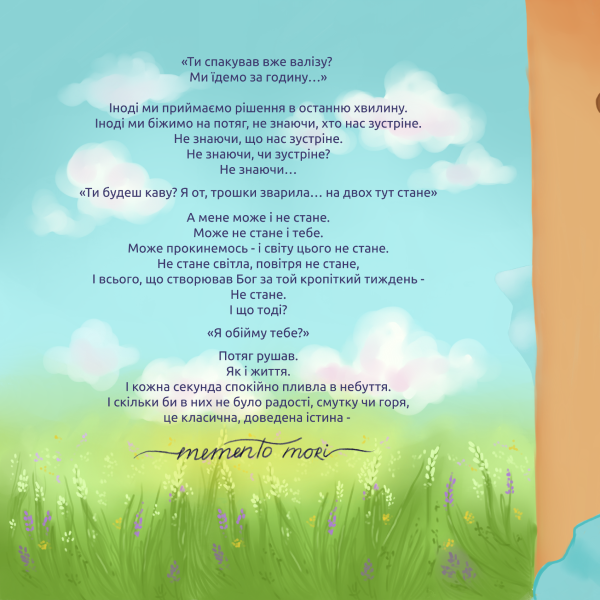 «Ти спакував вже валізу?
Ми їдемо за годину…»
Іноді ми приймаємо рішення в останню хвилину.
Іноді ми біжимо на потяг, не знаючи, хто нас зустріне.
Не знаючи, що нас зустріне.
Не знаючи, чи зустріне?
Не знаючи…
«Ти будеш каву? Я от, трошки зварила… на двох тут стане»
А мене може і не стане.
Може не стане і тебе.
Може прокинемось - і світу цього не стане.
Не стане світла, повітря не стане,
І всього, що створював Бог за той кропіткий тиждень -
Не стане.
І що тоді?
«Я обійму тебе?»
Потяг рушав.
Як і життя.
І кожна секунда спокійно пливла в небуття.
І скільки би в них не було радості, смутку чи горя,
це класична, доведена істина -
memento mori